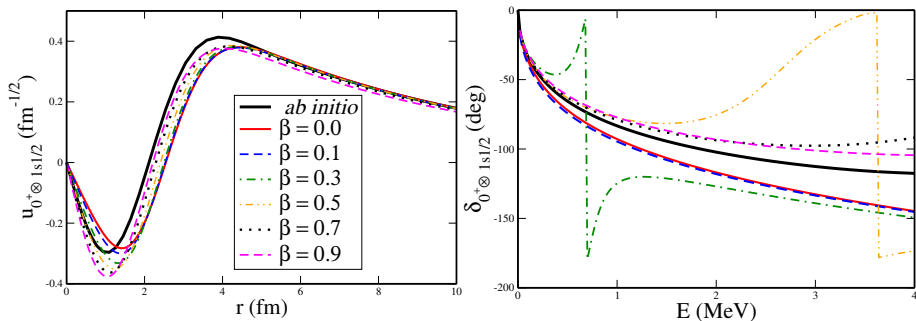 u0+⊗1s1/2 (fm-1/2)
0.4
0.2
0
-0.2
-0.4
0
2
4
6
8
10
r (fm)
ab initio
β = 0.0
β = 0.1
β = 0.3
β = 0.5
β = 0.7
β = 0.9
δ0+⊗1s1/2 (deg)
0
-50
-100
-150
-200
0
1
2
3
4
E (MeV)